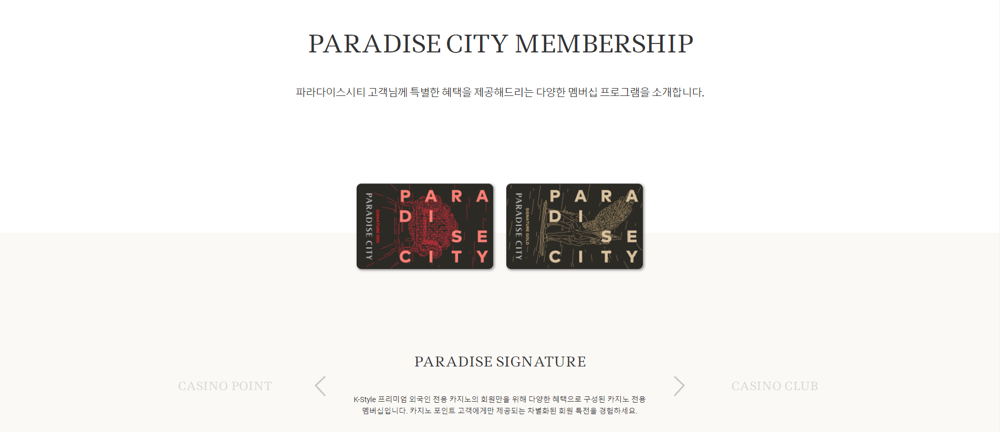 PARADISE CITY MEMBERSHIP
파라다이스시티 고객님께 특별한 혜택을 제공해드리는 다양한 멤버십 프로그램을 소개합니다.
PARADISE CITY
SIGNATURE RED
P A R A
D I
S E
C I T Y
PARADISE CITY
SIGNATURE GOLD
P A R A
D I
S E
C I T Y
PARADISE SIGNATURE
CASINO POINT
CASINO CLUB
K-Style 프리미엄 외국인 전용 카지노의 회원만을 위해 다양한 혜택으로 구성된 카지노 전용
멤버십입니다. 카지노 포인트 고객에게만 제공되는 차별화된 회원 특전을 경험하세요.